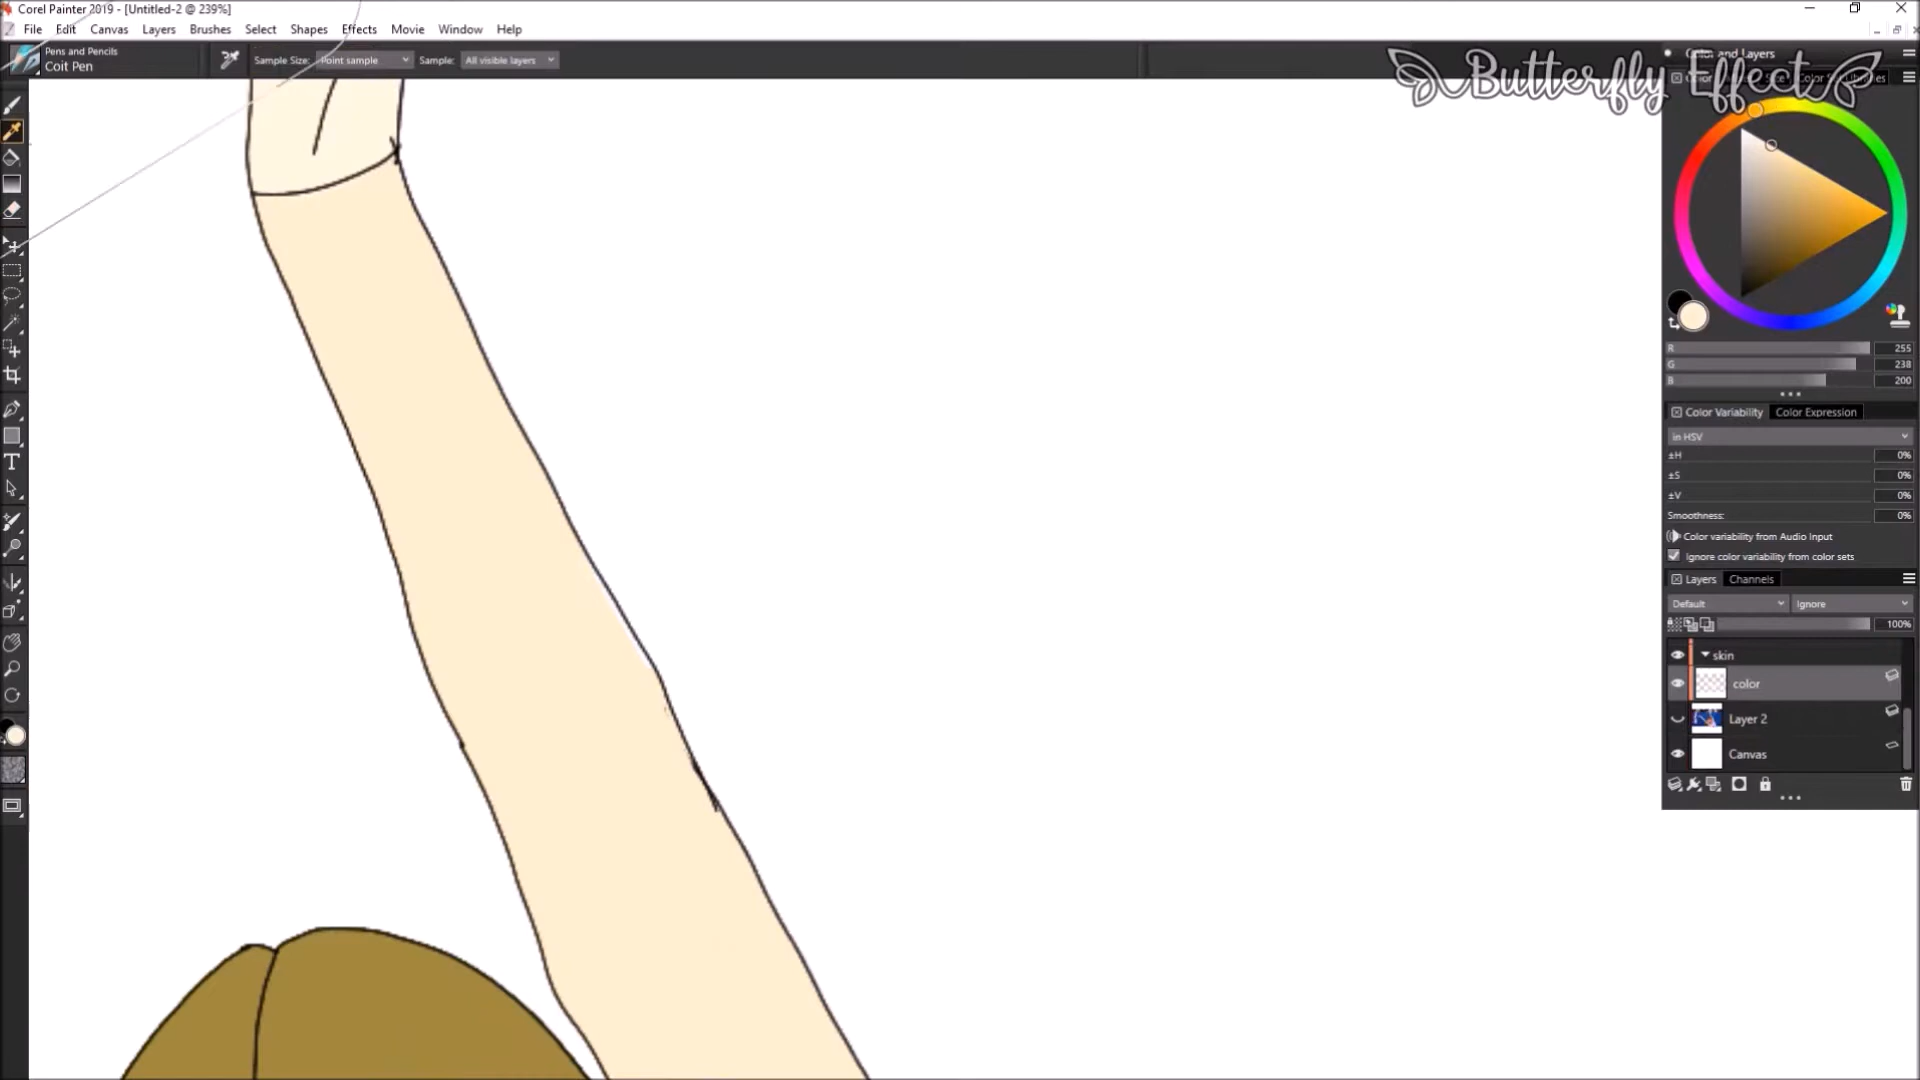 Corel Painter 2019 - [Untitled-2 @ 239%]
File Edit Canvas Layers Brushes Select Shapes Effects Movie Window Help
Pens and Pencils
Coit Pen
Sample Size: Point sample Sample: All visible layers
Color and Layers
Butterfly Effect
R 255
G 238
B 200
Color Variability Color Expression
in HSV
±H 0%
±S 0%
±V 0%
Smoothness: 0%
Color variability from Audio Input
Ignore color variability from color sets
Layers Channels
Default Ignore
100%
skin
color
Layer 2
Canvas
T